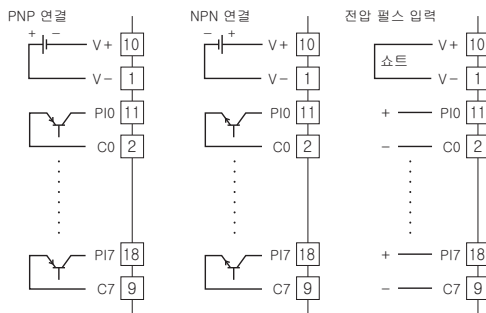 PNP 연결
+ −
V+ 10
V− 1
PI0 11
C0 2
PI7 18
C7 9
NPN 연결
− +
V+ 10
V− 1
PI0 11
C0 2
PI7 18
C7 9
전압 펄스 입력
쇼트
V+ 10
V− 1
+ PI0 11
− C0 2
+ PI7 18
− C7 9